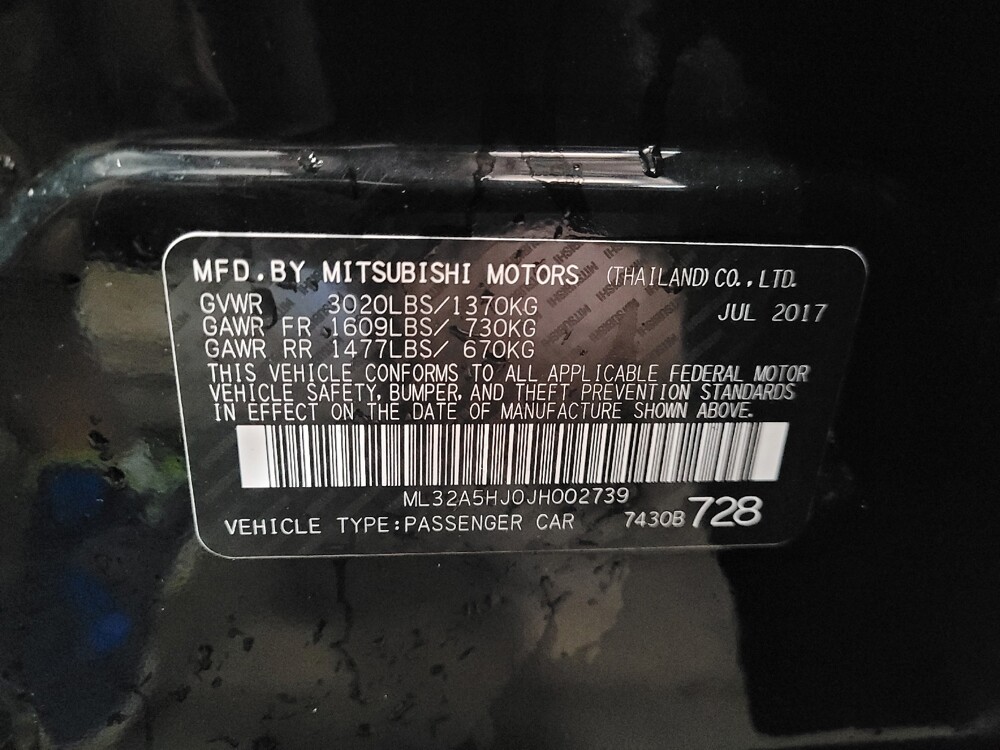 MFD.BY MITSUBISHI MOTORS (THAILAND) CO., LTD.
GVWR 3020LBS/1370KG JUL 2017
GAWR FR 1609LBS/ 730KG
GAWR RR 1477LBS/ 670KG
THIS VEHICLE CONFORMS TO ALL APPLICABLE FEDERAL MOTOR
VEHICLE SAFETY, BUMPER, AND THEFT PREVENTION STANDARDS
IN EFFECT ON THE DATE OF MANUFACTURE SHOWN ABOVE.
ML32A5HJ0JH002739
VEHICLE TYPE:PASSENGER CAR 7430B 728